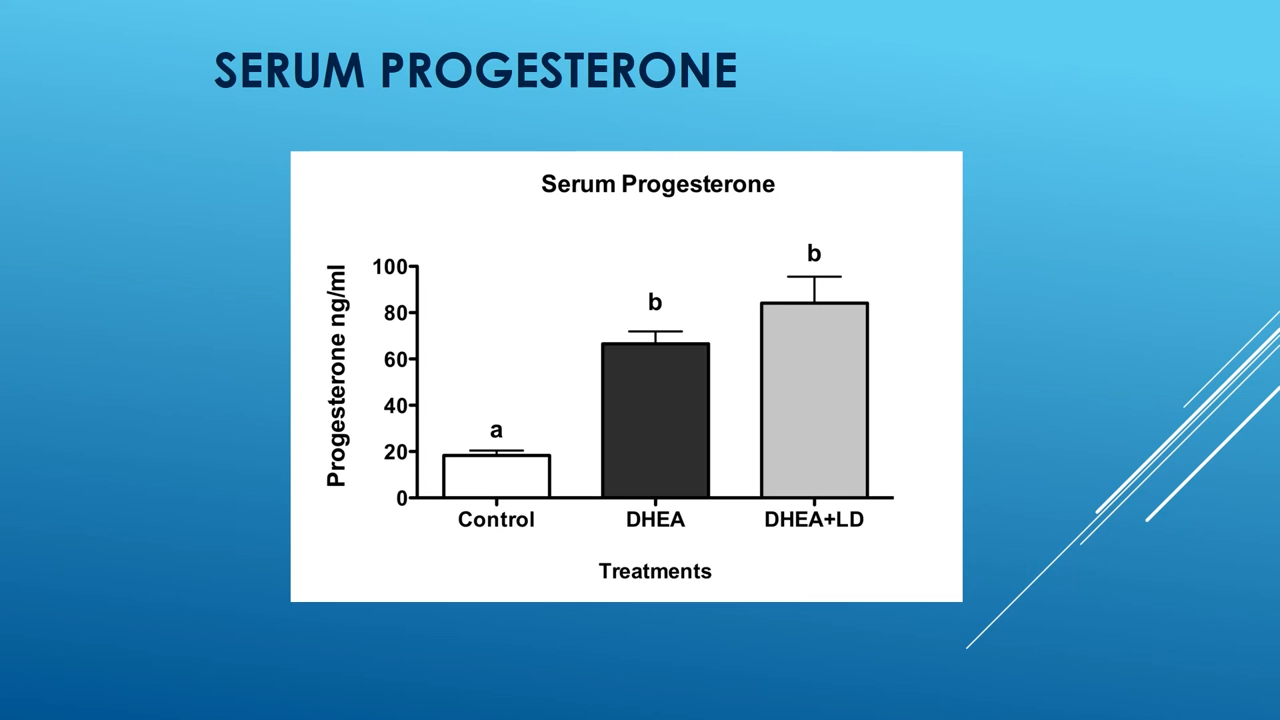 SERUM PROGESTERONE
Serum Progesterone
Progesterone ng/ml
100
80
60
40
20
0
a
b
b
Control DHEA DHEA+LD
Treatments